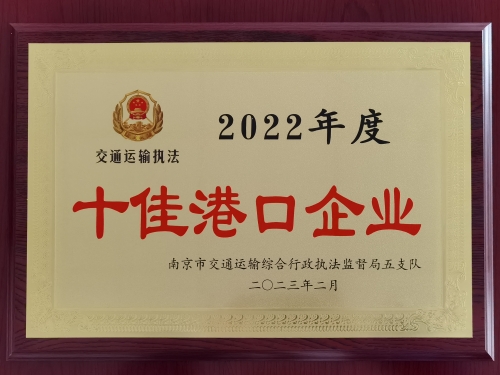 2022年度
交通运输执法
十佳港口企业
南京市交通运输综合行政执法监督局五支队
二〇二三年二月